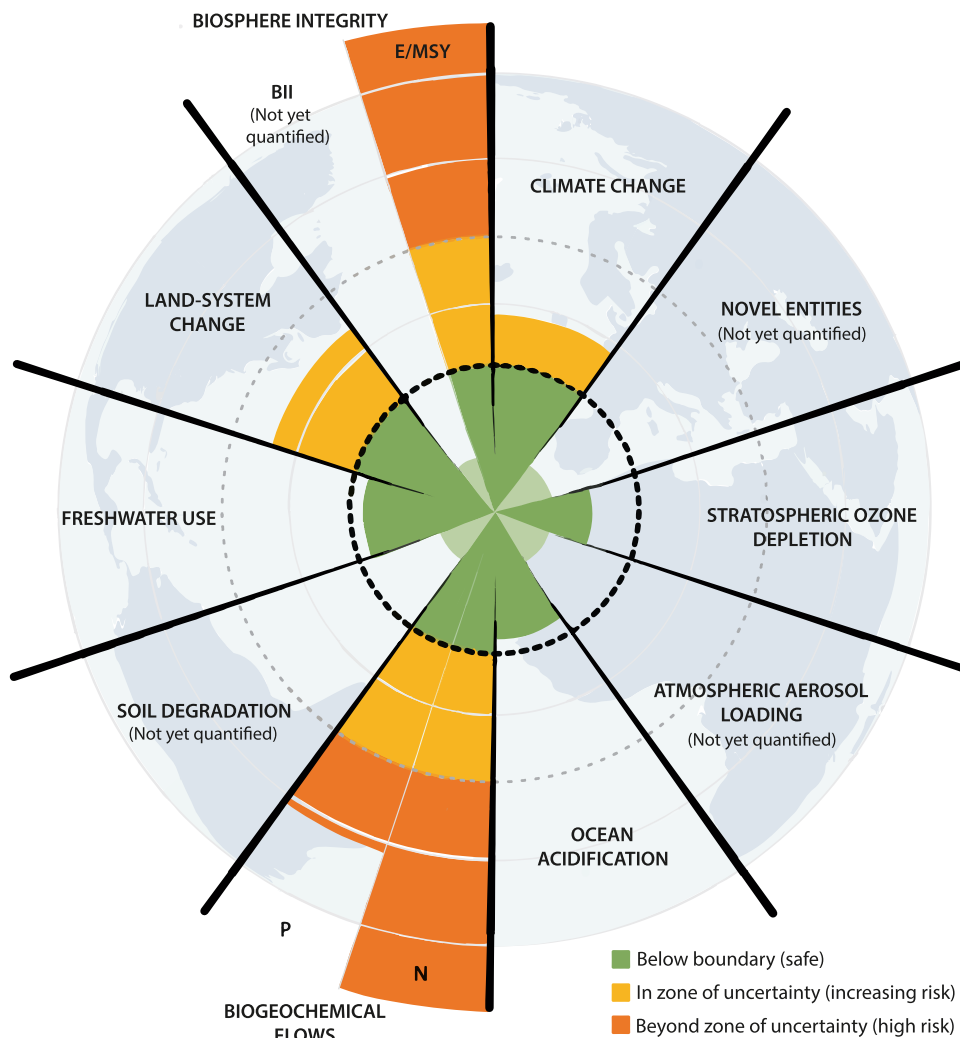 BIOSPHERE INTEGRITY
E/MSY
BII
(Not yet
quantified)
CLIMATE CHANGE
LAND-SYSTEM
CHANGE
NOVEL ENTITIES
(Not yet quantified)
FRESHWATER USE
STRATOSPHERIC OZONE
DEPLETION
SOIL DEGRADATION
(Not yet quantified)
ATMOSPHERIC AEROSOL
LOADING
(Not yet quantified)
OCEAN
ACIDIFICATION
P
N
BIOGEOCHEMICAL
FLOWS
Below boundary (safe)
In zone of uncertainty (increasing risk)
Beyond zone of uncertainty (high risk)